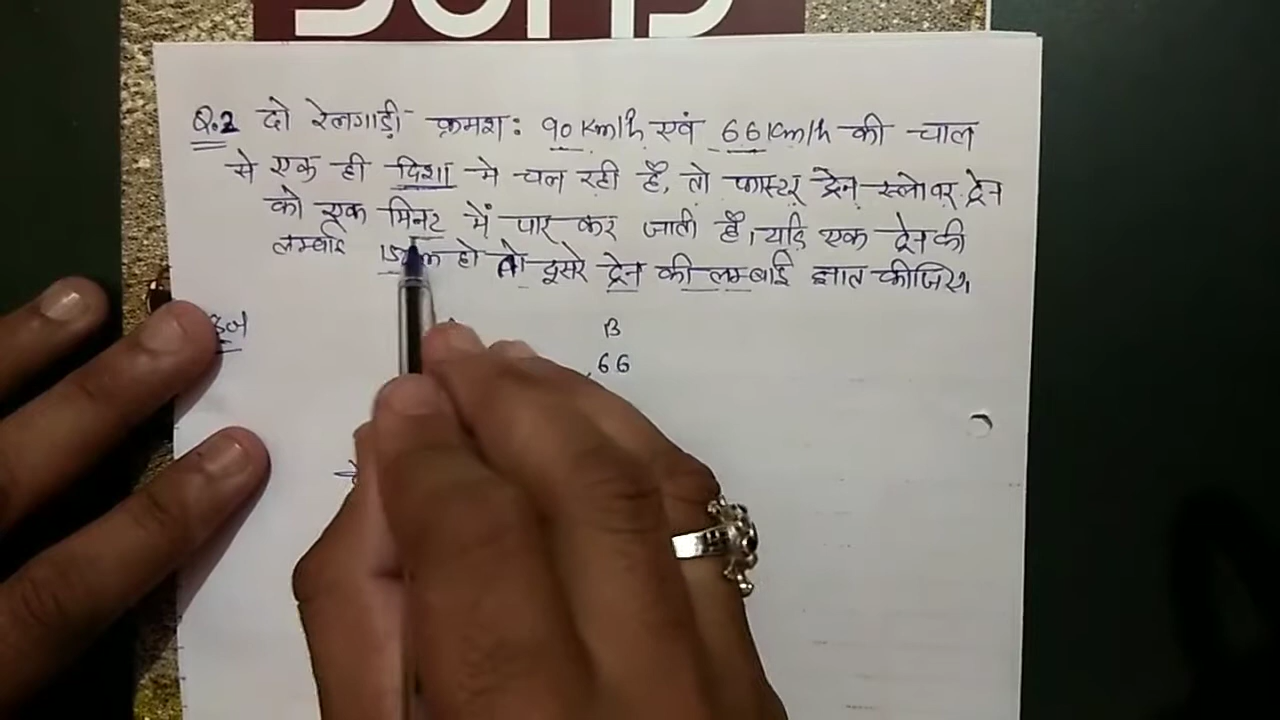 Q.2 दो रेलगाड़ी क्रमश: 90 Km/h एवं 66 Km/h की चाल
से एक ही दिशा मे चल रही है, तो फास्टर ट्रेन स्लोवर ट्रेन
को एक मिनट में पार कर जाती है। यदि एक ट्रेन की
लम्बाई हो तो दूसरे ट्रेन की लम्बाई ज्ञात कीजिए।
B
66